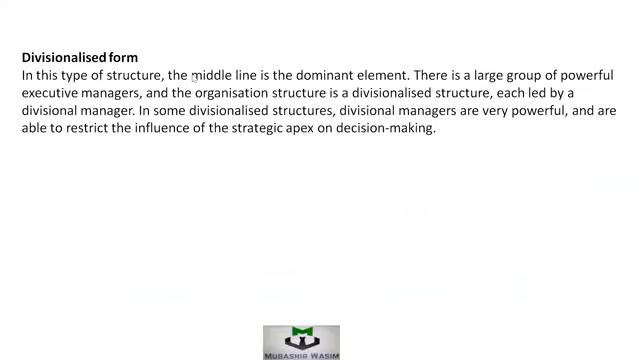 Divisionalised form
In this type of structure, the middle line is the dominant element. There is a large group of powerful
executive managers, and the organisation structure is a divisionalised structure, each led by a
divisional manager. In some divisionalised structures, divisional managers are very powerful, and are
able to restrict the influence of the strategic apex on decision-making.
MUBASHIR WASIM